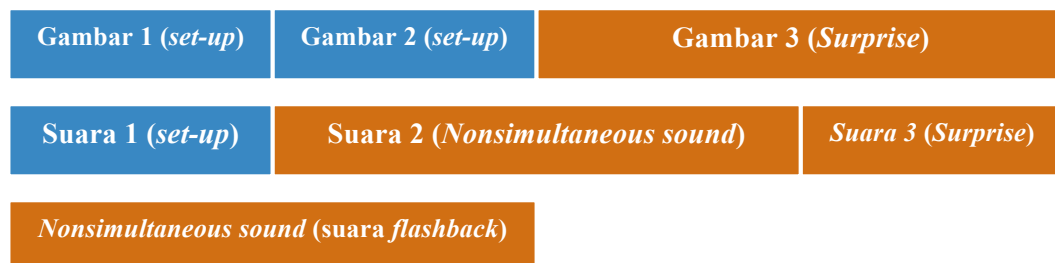 Gambar 1 (set-up)
Gambar 2 (set-up)
Gambar 3 (Surprise)
Suara 1 (set-up)
Suara 2 (Nonsimultaneous sound)
Suara 3 (Surprise)
Nonsimultaneous sound (suara flashback)